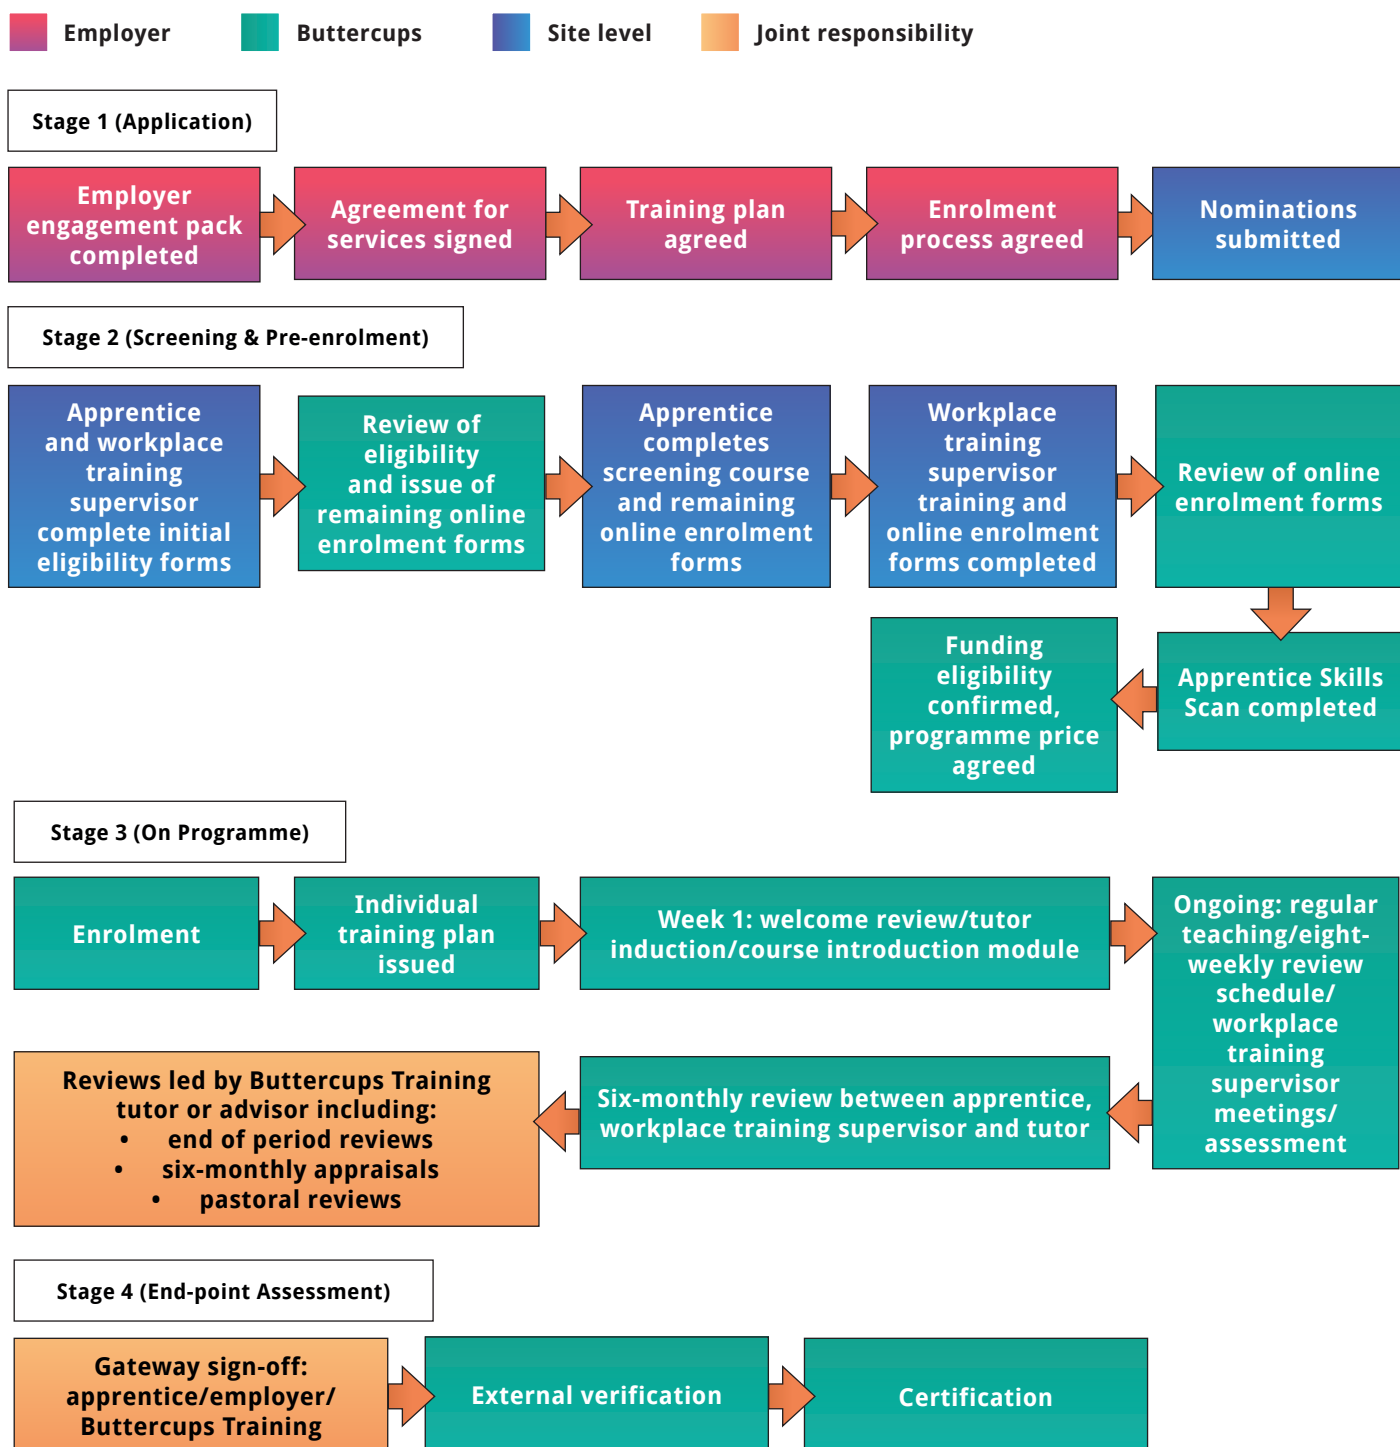 Employer
Buttercups
Site level
Joint responsibility
Stage 1 (Application)
Employer
engagement pack
completed
Agreement for
services signed
Training plan
agreed
Enrolment
process agreed
Nominations
submitted
Stage 2 (Screening & Pre-enrolment)
Apprentice
and workplace
training
supervisor
complete initial
eligibility forms
Review of
eligibility
and issue of
remaining online
enrolment forms
Apprentice
completes
screening course
and remaining
online enrolment
forms
Workplace
training
supervisor
training and
online enrolment
forms completed
Review of online
enrolment forms
Apprentice Skills
Scan completed
Funding
eligibility
confirmed,
programme price
agreed
Stage 3 (On Programme)
Enrolment
Individual
training plan
issued
Week 1: welcome review/tutor
induction/course introduction module
Ongoing: regular
teaching/eight-
weekly review
schedule/
workplace
training
supervisor
meetings/
assessment
Six-monthly review between apprentice,
workplace training supervisor and tutor
Reviews led by Buttercups Training
tutor or advisor including:
• end of period reviews
• six-monthly appraisals
• pastoral reviews
Stage 4 (End-point Assessment)
Gateway sign-off:
apprentice/employer/
Buttercups Training
External verification
Certification